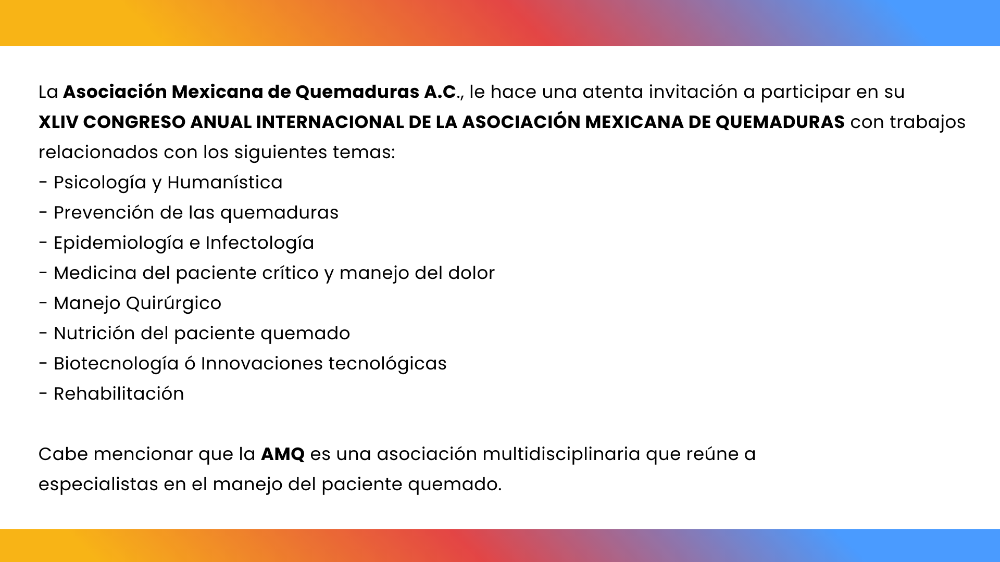 La Asociación Mexicana de Quemaduras A.C., le hace una atenta invitación a participar en su
XLIV CONGRESO ANUAL INTERNACIONAL DE LA ASOCIACIÓN MEXICANA DE QUEMADURAS con trabajos
relacionados con los siguientes temas:
- Psicología y Humanística
- Prevención de las quemaduras
- Epidemiología e Infectología
- Medicina del paciente crítico y manejo del dolor
- Manejo Quirúrgico
- Nutrición del paciente quemado
- Biotecnología ó Innovaciones tecnológicas
- Rehabilitación
Cabe mencionar que la AMQ es una asociación multidisciplinaria que reúne a
especialistas en el manejo del paciente quemado.